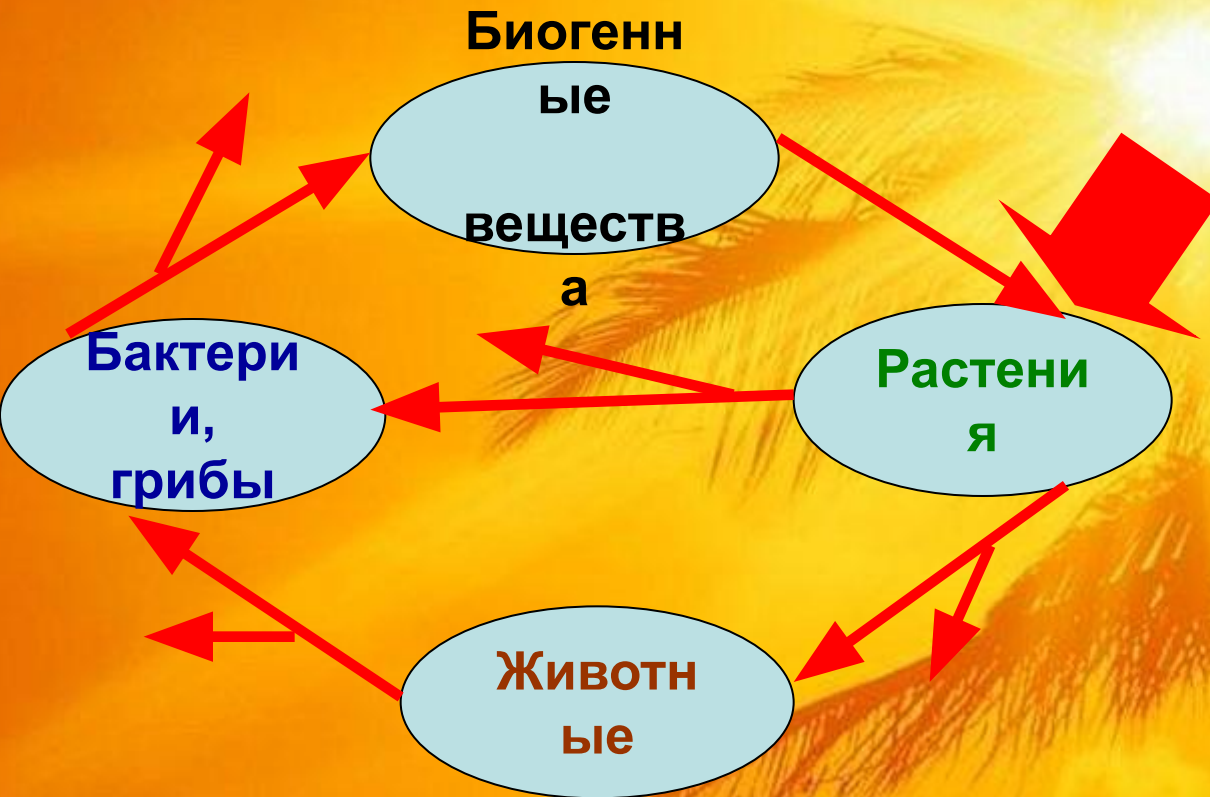 Биогенн
ые
веществ
а
Бактери
и,
грибы
Растени
я
Животн
ые